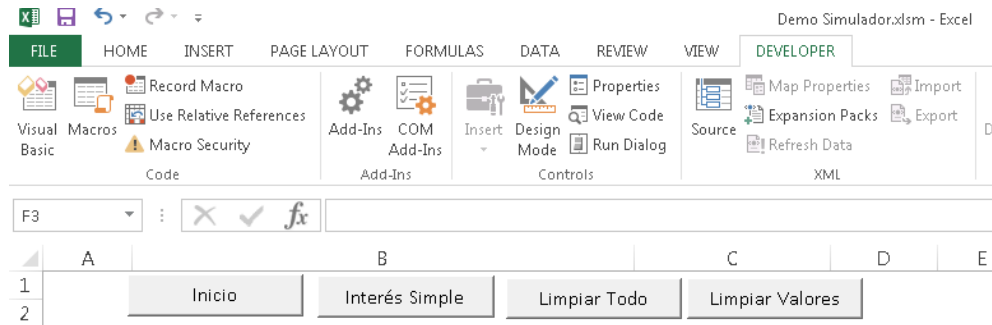 Demo Simulador.xlsm - Excel
FILE HOME INSERT PAGE LAYOUT FORMULAS DATA REVIEW VIEW DEVELOPER
Visual Basic
Macros
Record Macro
Use Relative References
Macro Security
Code
Add-Ins
COM Add-Ins
Add-Ins
Insert
Design Mode
Properties
View Code
Run Dialog
Controls
Source
Map Properties
Expansion Packs
Refresh Data
Import
Export
XML
D
F3
fx
A B C D E
1
2
Inicio
Interés Simple
Limpiar Todo
Limpiar Valores